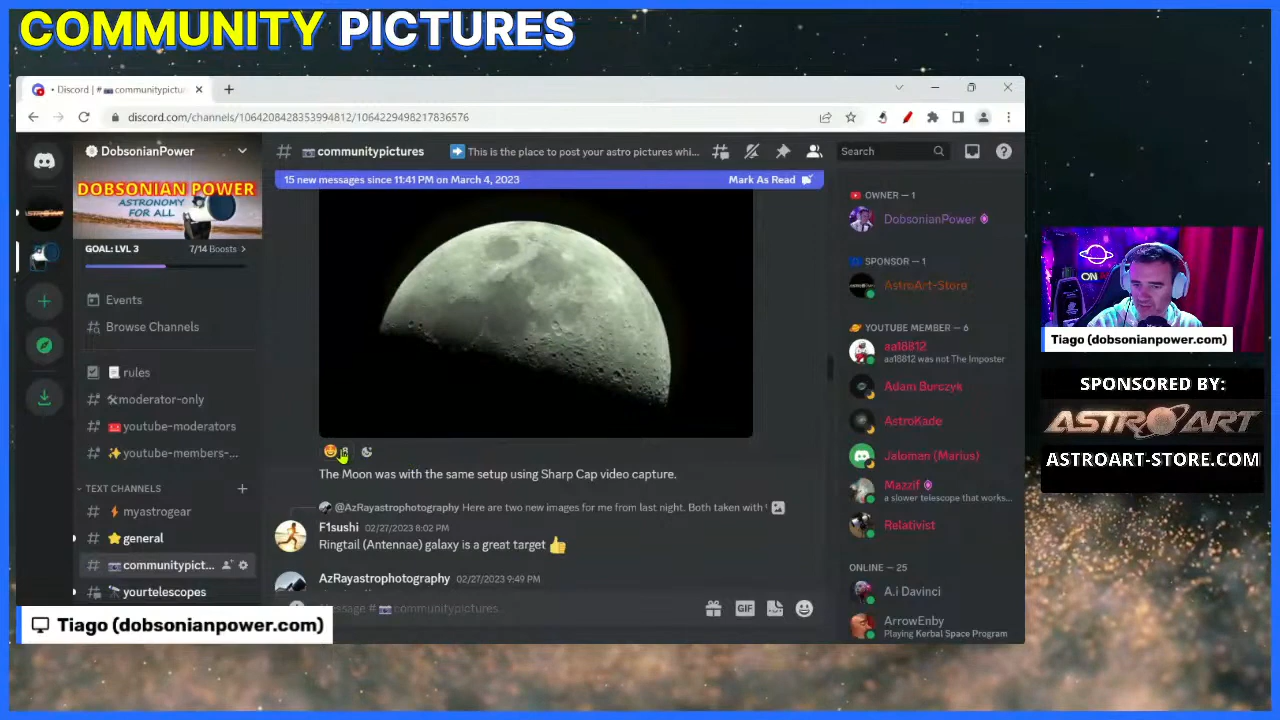 COMMUNITY PICTURES
Discord | #
discord.com/channels/1064208428353994812/1064229498217836576
DobsonianPower
communitypictures
This is the place to post your astro pictures whi...
Search
15 new messages since 11:41 PM on March 4, 2023
Mark As Read
DOBSONIAN POWER
ASTRONOMY
FOR ALL
GOAL: LVL 3
7/14 Boosts
Events
Browse Channels
rules
moderator-only
youtube-moderators
youtube-members-...
TEXT CHANNELS
myastrogear
general
communitypict...
yourtelescopes
The Moon was with the same setup using Sharp Cap video capture.
@AzRayastrophotography Here are two new images for me from last night. Both taken with
F1sushi 02/27/2023 8:02 PM
Ringtail (Antennae) galaxy is a great target
AzRayastrophotography 02/27/2023 9:49 PM
Message # communitypictures
GIF
OWNER — 1
DobsonianPower
SPONSOR — 1
AstroArt-Store
YOUTUBE MEMBER — 6
aa18812
aa18812 was not The Imposter
Adam Burczyk
AstroKade
Jaloman (Marius)
Mazzif
a slower telescope that works...
Relativist
ONLINE — 25
A.i Davinci
ArrowEnby
Playing Kerbal Space Program
Tiago (dobsonianpower.com)
Tiago (dobsonianpower.com)
SPONSORED BY:
ASTROART
ASTROART-STORE.COM